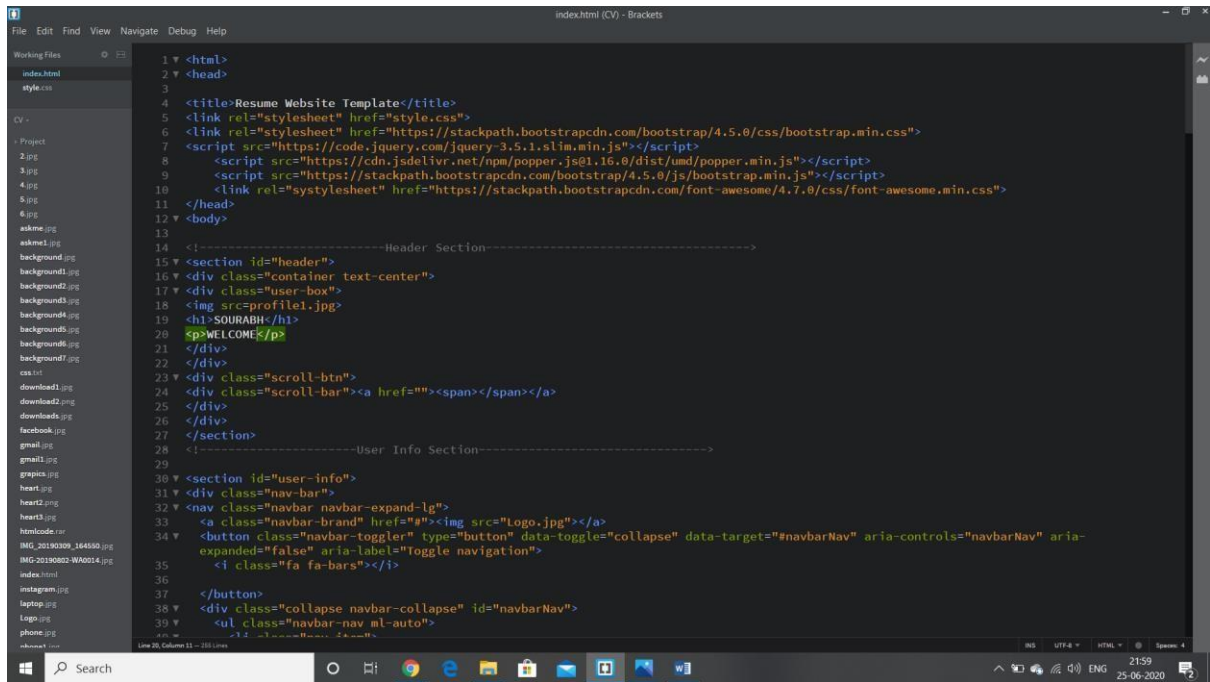 index.html (CV) - Brackets
File Edit Find View Navigate Debug Help
Working Files
index.html
style.css
CV -
Project
2.jpg
3.jpg
4.jpg
5.jpg
6.jpg
askme.jpg
askme1.jpg
background.jpg
background1.jpg
background2.jpg
background3.jpg
background4.jpg
background5.jpg
background6.jpg
background7.jpg
css.txt
download1.jpg
download2.png
downloads.jpg
facebook.jpg
gmail.jpg
gmail1.jpg
grapics.jpg
heart.jpg
heart2.png
heart3.jpg
htmlcode.rar
IMG_20190309_164550.jpg
IMG-20190802-WA0014.jpg
index.html
instagram.jpg
laptop.jpg
Logo.jpg
phone.jpg
1 <html>
2 <head>
3
4 <title>Resume Website Template</title>
5 <link rel="stylesheet" href="style.css">
6 <link rel="stylesheet" href="https://stackpath.bootstrapcdn.com/bootstrap/4.5.0/css/bootstrap.min.css">
7 <script src="https://code.jquery.com/jquery-3.5.1.slim.min.js"></script>
8 <script src="https://cdn.jsdelivr.net/npm/popper.js@1.16.0/dist/umd/popper.min.js"></script>
9 <script src="https://stackpath.bootstrapcdn.com/bootstrap/4.5.0/js/bootstrap.min.js"></script>
10 <link rel="systylesheet" href="https://stackpath.bootstrapcdn.com/font-awesome/4.7.0/css/font-awesome.min.css">
11 </head>
12 <body>
13
14 <!--------------------------Header Section------------------------------------->
15 <section id="header">
16 <div class="container text-center">
17 <div class="user-box">
18 <img src=profile1.jpg>
19 <h1>SOURABH</h1>
20 <p>WELCOME</p>
21 </div>
22 </div>
23 <div class="scroll-btn">
24 <div class="scroll-bar"><a href=""><span></span></a>
25 </div>
26 </div>
27 </section>
28 <!----------------------User Info Section-------------------------------->
29
30 <section id="user-info">
31 <div class="nav-bar">
32 <nav class="navbar navbar-expand-lg">
33 <a class="navbar-brand" href="#"><img src="Logo.jpg"></a>
34 <button class="navbar-toggler" type="button" data-toggle="collapse" data-target="#navbarNav" aria-controls="navbarNav" aria-
expanded="false" aria-label="Toggle navigation">
35 <i class="fa fa-bars"></i>
36
37 </button>
38 <div class="collapse navbar-collapse" id="navbarNav">
39 <ul class="navbar-nav ml-auto">
Line 20, Column 11 — 255 Lines
INS UTF-8 HTML Spaces: 4
Search
ENG
21:59
25-06-2020